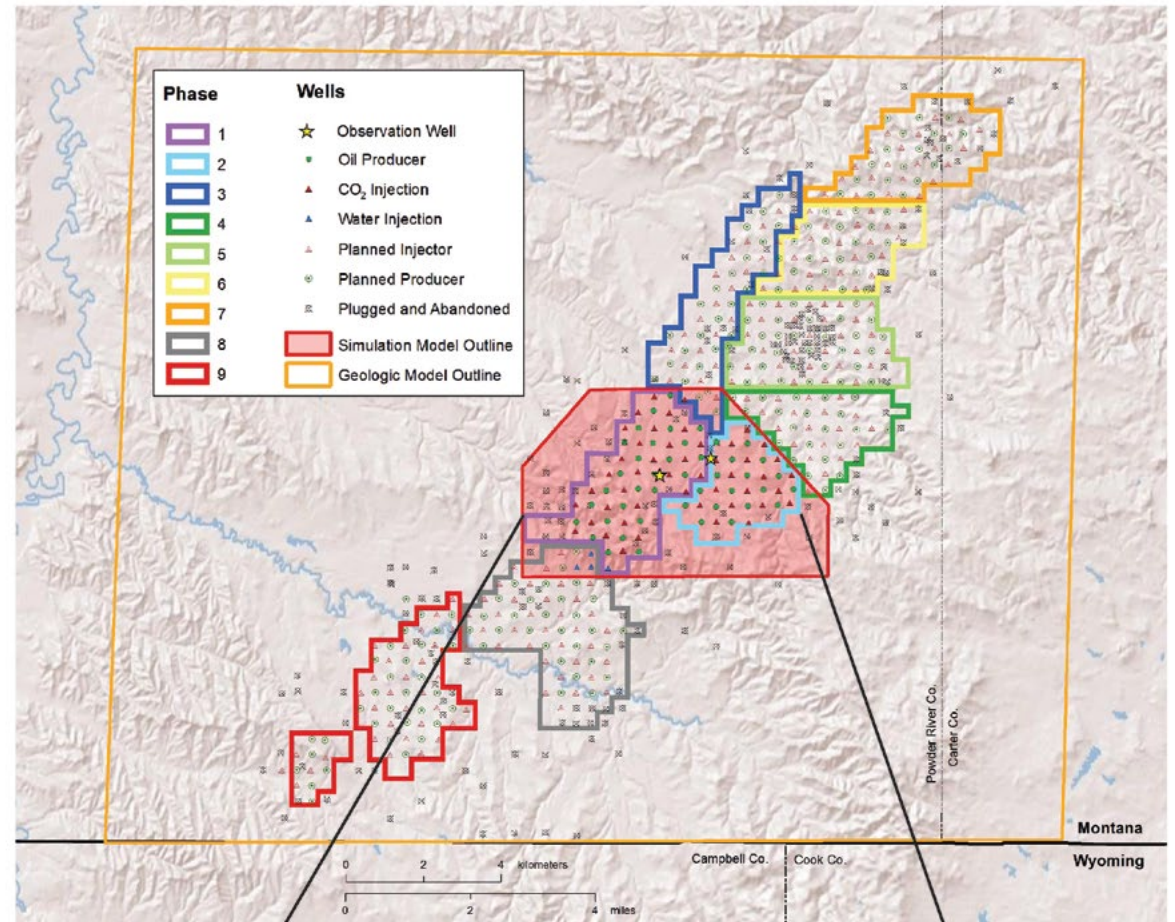 Phase
Wells
1
Observation Well
2
Oil Producer
3
CO₂ Injection
4
Water Injection
5
Planned Injector
6
Planned Producer
7
Plugged and Abandoned
8
Simulation Model Outline
9
Geologic Model Outline
Powder River Co.
Carter Co.
Montana
Wyoming
Campbell Co.
Cook Co.
0 2 4 kilometers
0 2 4 miles